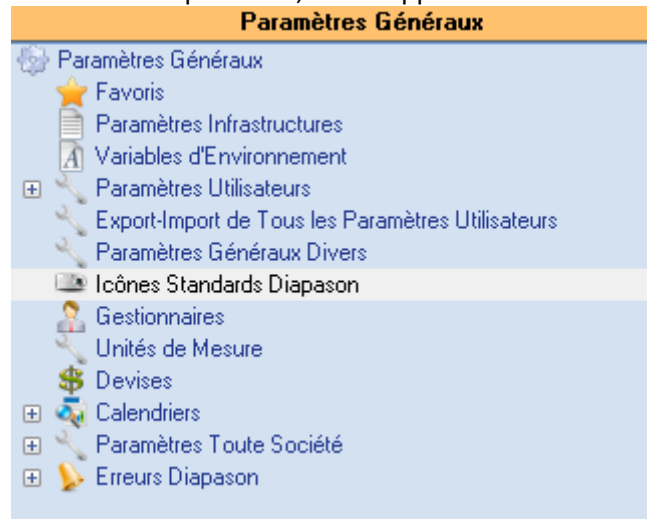 Paramètres Généraux
Paramètres Généraux
Favoris
Paramètres Infrastructures
Variables d'Environnement
Paramètres Utilisateurs
Export-Import de Tous les Paramètres Utilisateurs
Paramètres Généraux Divers
Icônes Standards Diapason
Gestionnaires
Unités de Mesure
Devises
Calendriers
Paramètres Toute Société
Erreurs Diapason